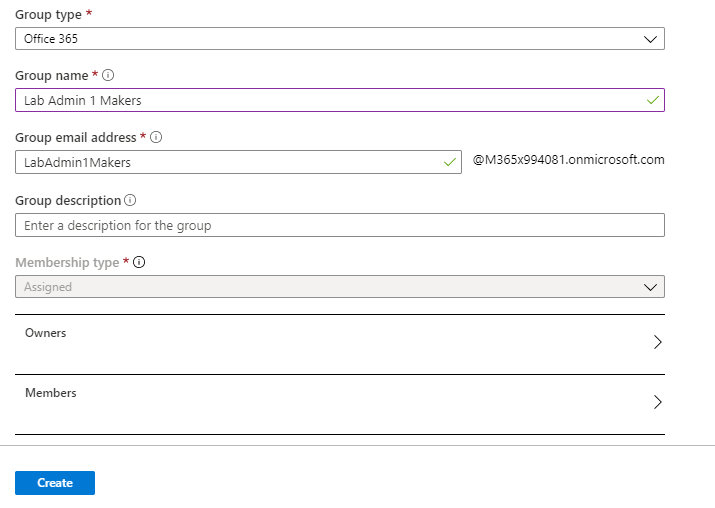 Group type *
Office 365
Group name *
Lab Admin 1 Makers
Group email address *
LabAdmin1Makers
@M365x994081.onmicrosoft.com
Group description
Enter a description for the group
Membership type *
Assigned
Owners
Members
Create